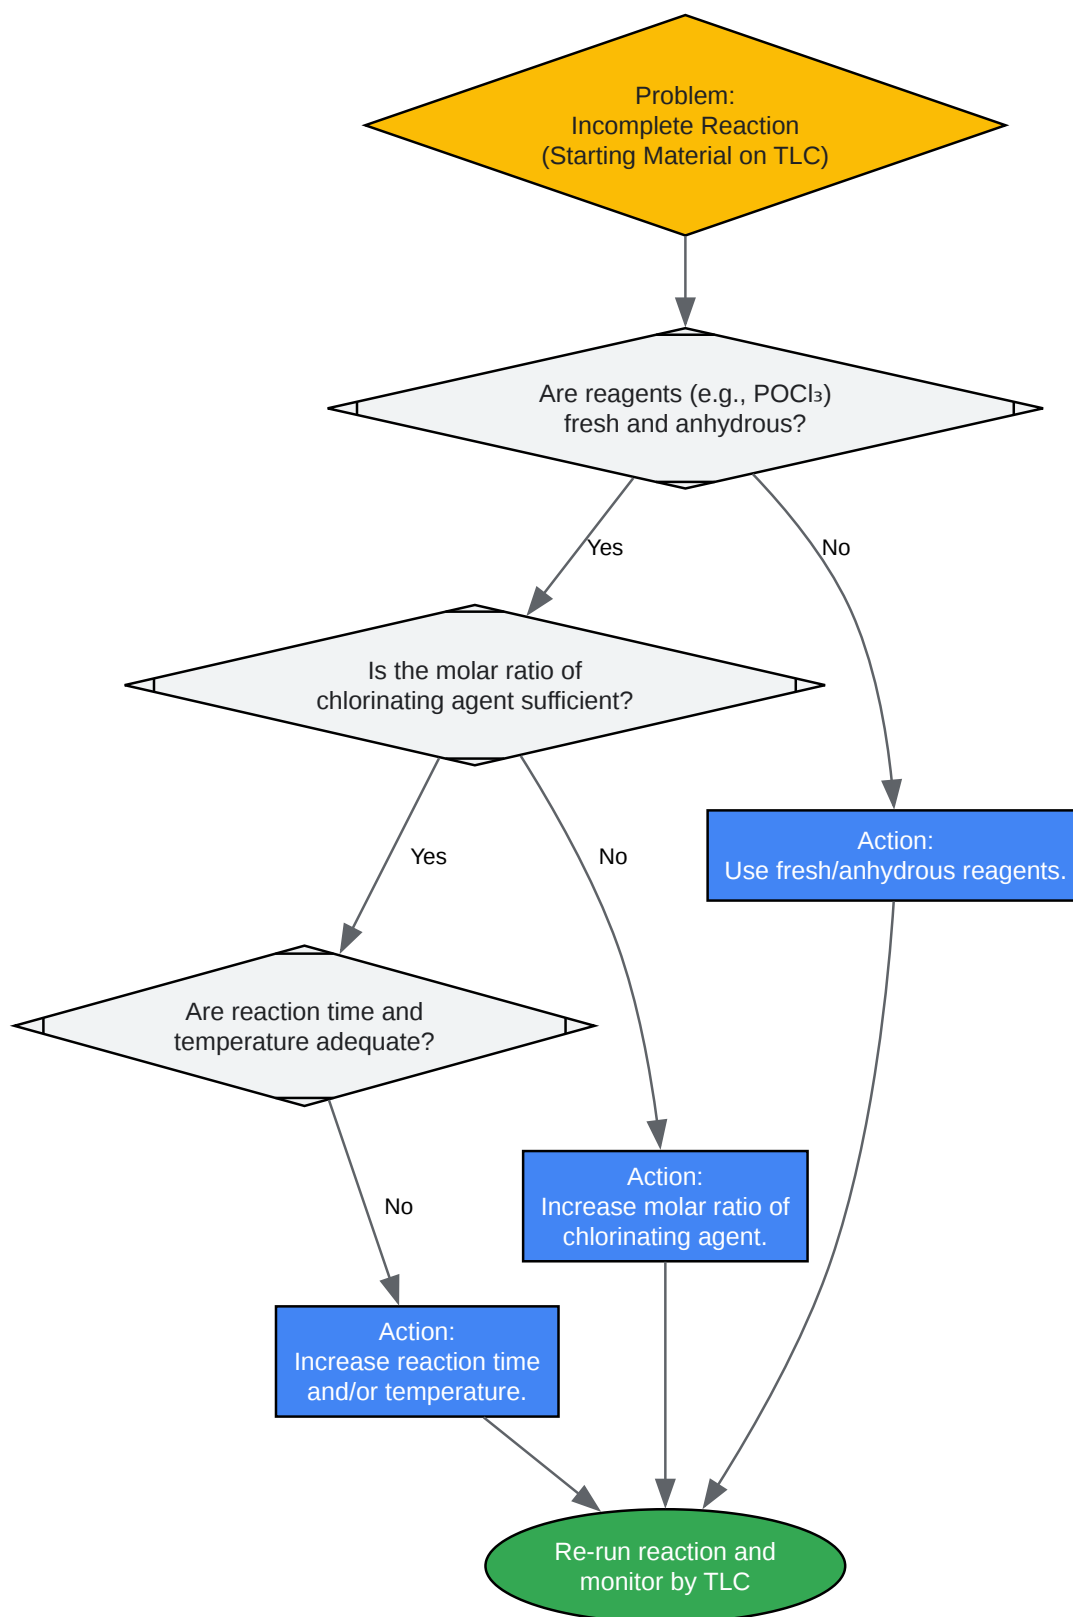 Problem:
Incomplete Reaction
(Starting Material on TLC)
Are reagents (e.g., POCl₃)
fresh and anhydrous?
Yes
No
Is the molar ratio of
chlorinating agent sufficient?
Action:
Use fresh/anhydrous reagents.
Yes
No
Are reaction time and
temperature adequate?
Action:
Increase molar ratio of
chlorinating agent.
No
Action:
Increase reaction time
and/or temperature.
Re-run reaction and
monitor by TLC